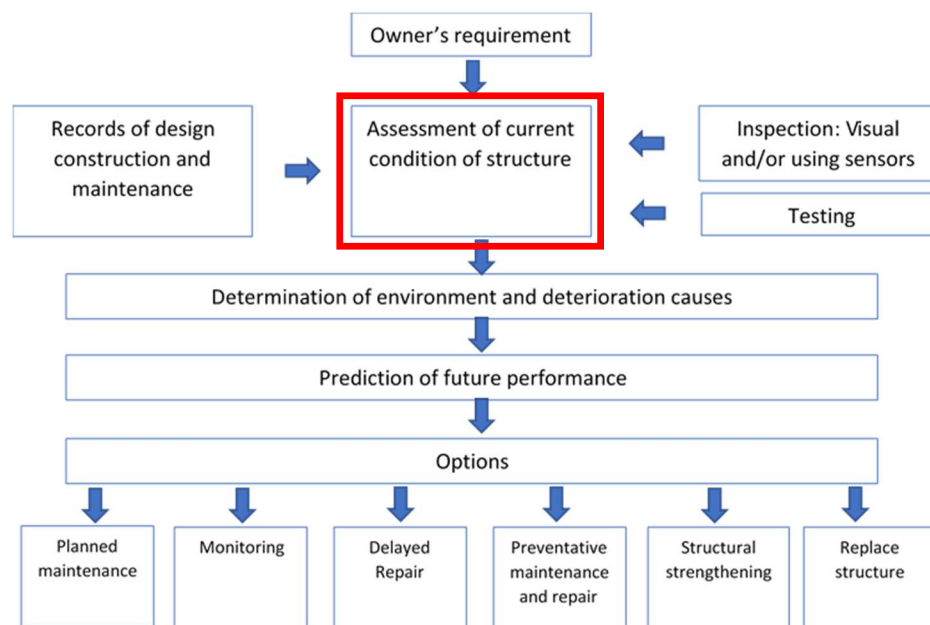 Owner's requirement
Records of design
construction and
maintenance
Assessment of current
condition of structure
Inspection: Visual
and/or using sensors
Testing
Determination of environment and deterioration causes
Prediction of future performance
Options
Planned
maintenance
Monitoring
Delayed
Repair
Preventative
maintenance
and repair
Structural
strengthening
Replace
structure